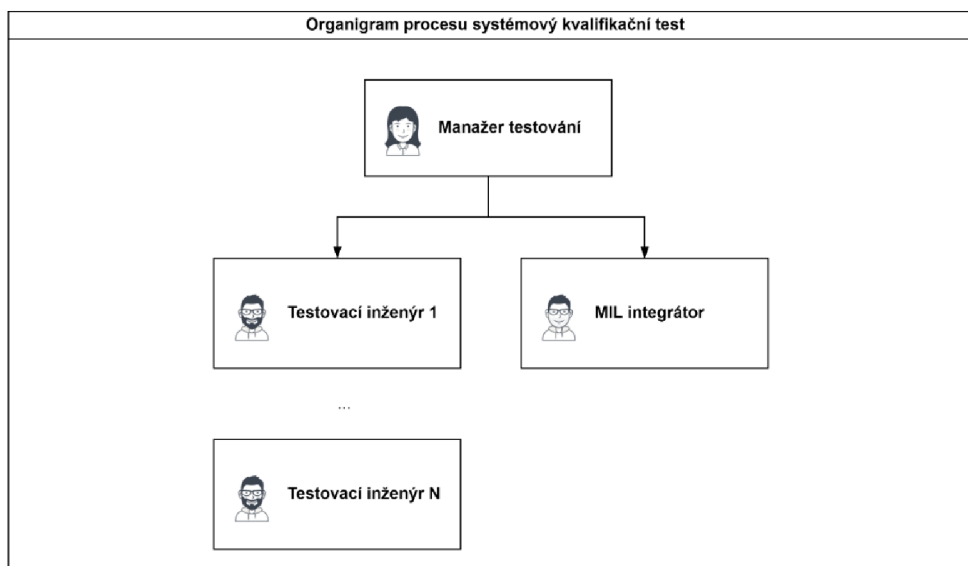 Organigram procesu systémový kvalifikační test
Manažer testování
Testovací inženýr 1
MIL integrátor
...
Testovací inženýr N